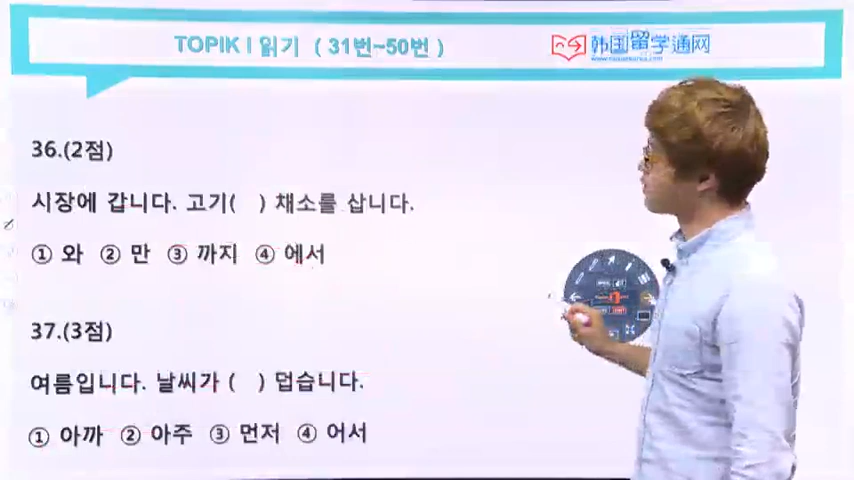 TOPIK I 읽기 ( 31번~50번 )
韩国留学通网
36.(2점)
시장에 갑니다. 고기( ) 채소를 삽니다.
① 와 ② 만 ③ 까지 ④ 에서
37.(3점)
여름입니다. 날씨가 ( ) 덥습니다.
① 아까 ② 아주 ③ 먼저 ④ 어서